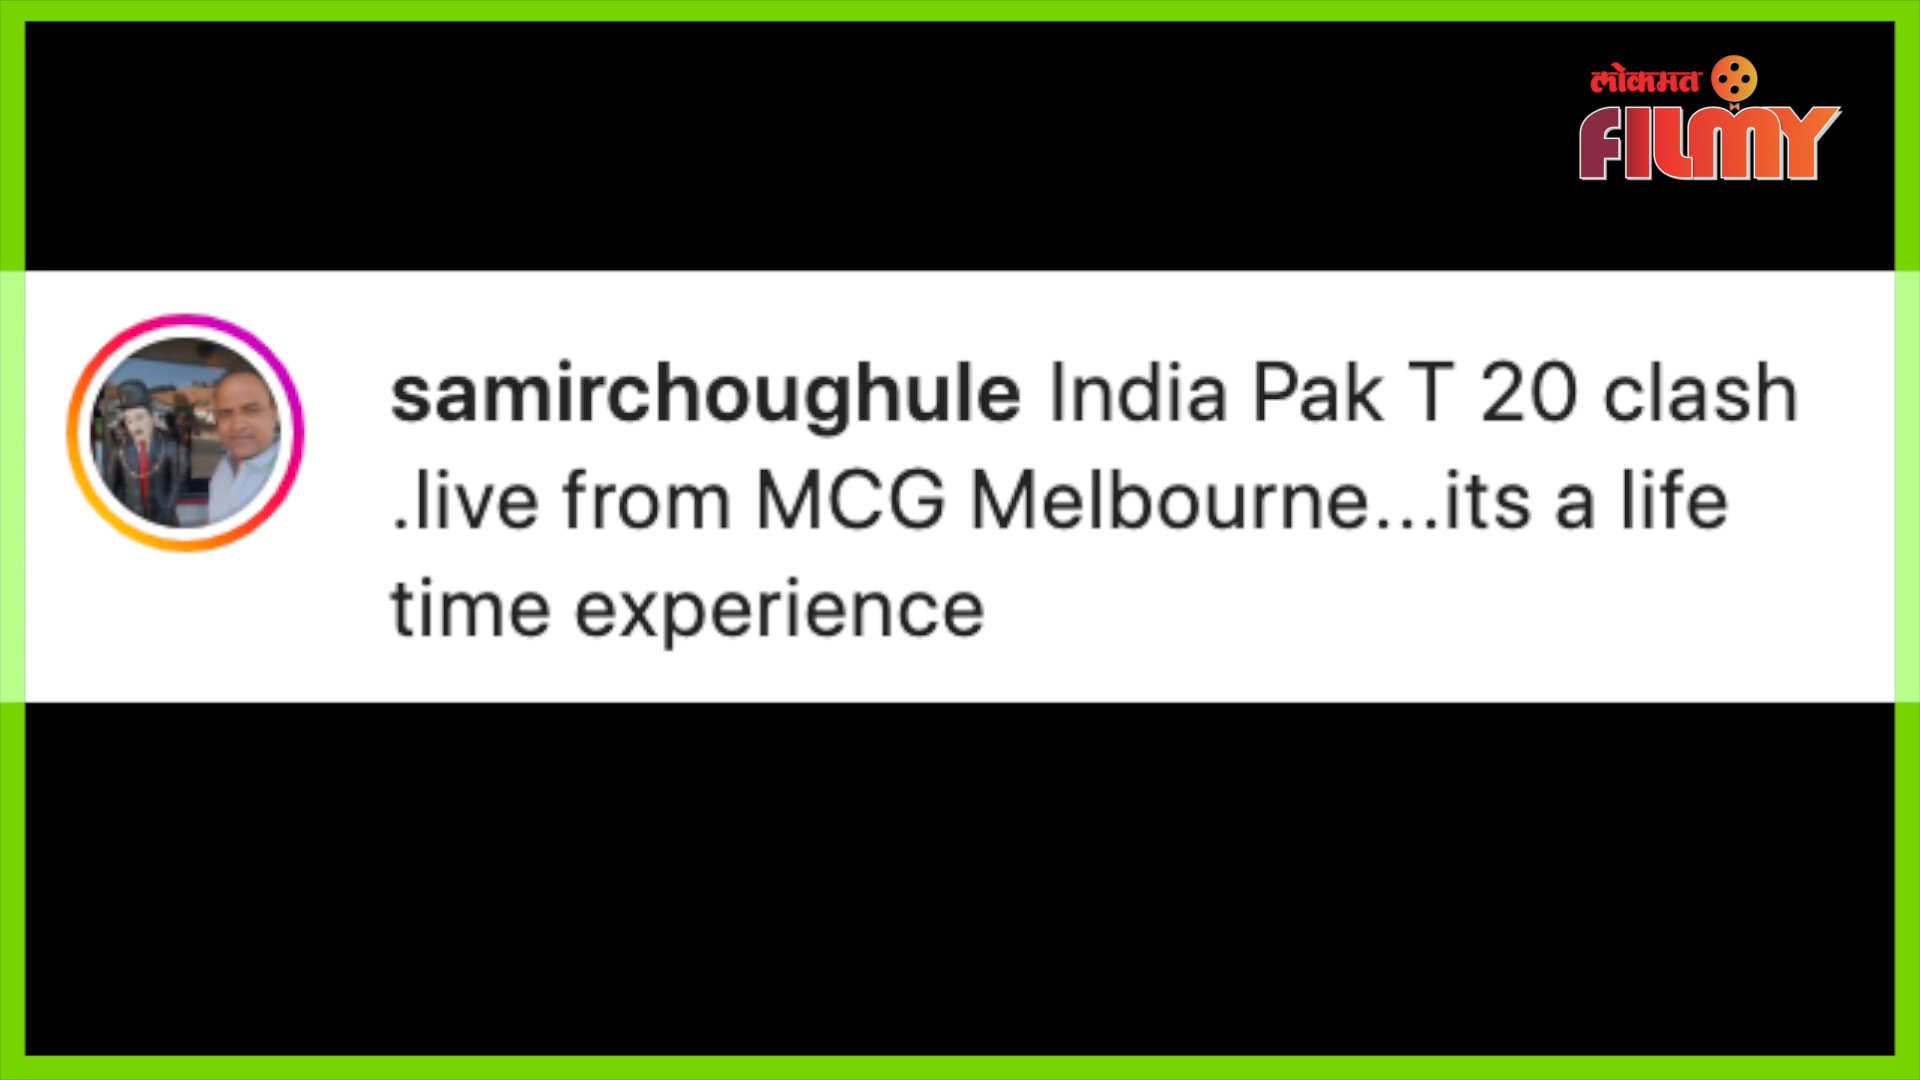 लोकमत
FILMY
samirchoughule India Pak T 20 clash
.live from MCG Melbourne...its a life
time experience